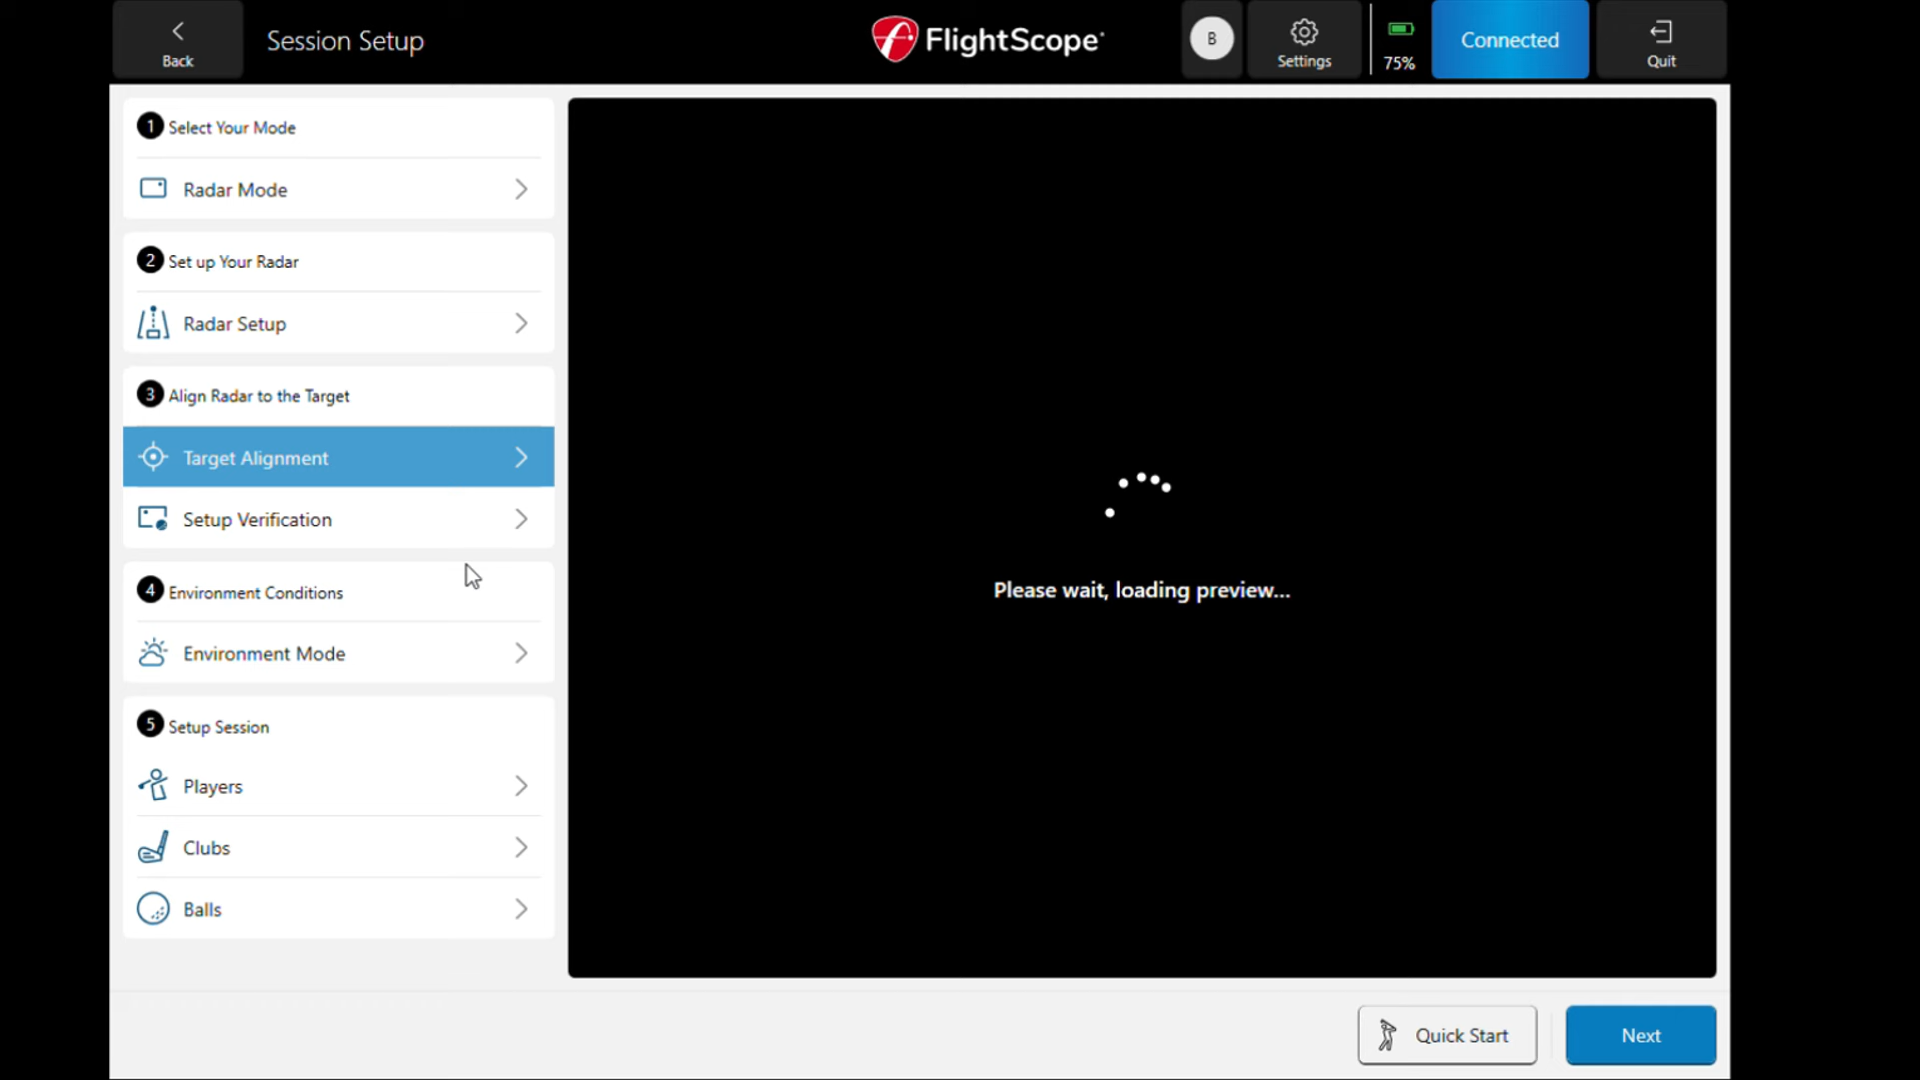 Back
Session Setup
FlightScope
B
Settings
75%
Connected
Quit
1 Select Your Mode
Radar Mode
2 Set up Your Radar
Radar Setup
3 Align Radar to the Target
Target Alignment
Setup Verification
4 Environment Conditions
Environment Mode
5 Setup Session
Players
Clubs
Balls
Please wait, loading preview...
Quick Start
Next